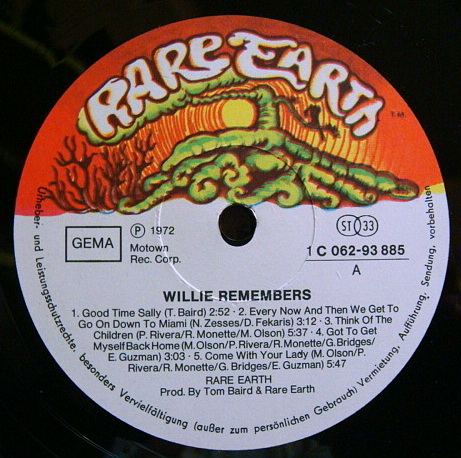 RARE EARTH
T.M.
GEMA
P 1972
Motown
Rec. Corp.
ST 33
1 C 062-93 885
A
WILLIE REMEMBERS
1. Good Time Sally (T. Baird) 2:52 · 2. Every Now And Then We Get To
Go On Down To Miami (N. Zesses/D. Fekaris) 3:12 · 3. Think Of The
Children (P. Rivera/R. Monette/M. Olson) 5:37 · 4. Got To Get
MyselfBack Home (M. Olson/P. Rivera/R. Monette/G. Bridges/
E. Guzman) 3:03 · 5. Come With Your Lady (M. Olson/P.
Rivera/R. Monette/G. Bridges/E. Guzman) 5:47
RARE EARTH
Prod. By Tom Baird & Rare Earth
Urheber- und Leistungsschutzrechte, besonders Vervielfältigung (außer zum persönlichen Gebrauch) Vermietung, Aufführung, Sendung, vorbehalten